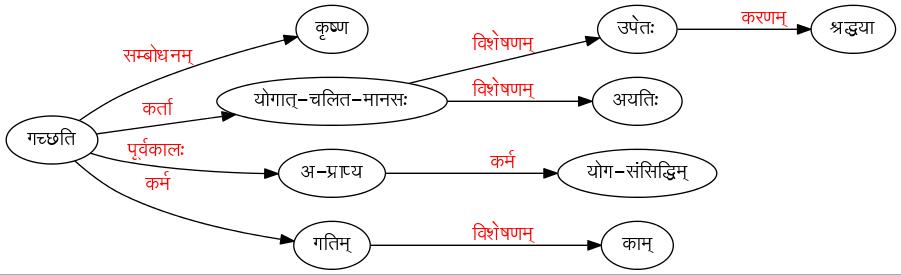 कृष्ण
सम्बोधनम्
उपेतः
करणम्
श्रद्धया
विशेषणम्
योगात्-चलित-मानसः
कर्ता
विशेषणम्
अयतिः
गच्छति
पूर्वकालः
अ-प्राप्य
कर्म
योग-संसिद्धिम्
कर्म
गतिम्
विशेषणम्
काम्